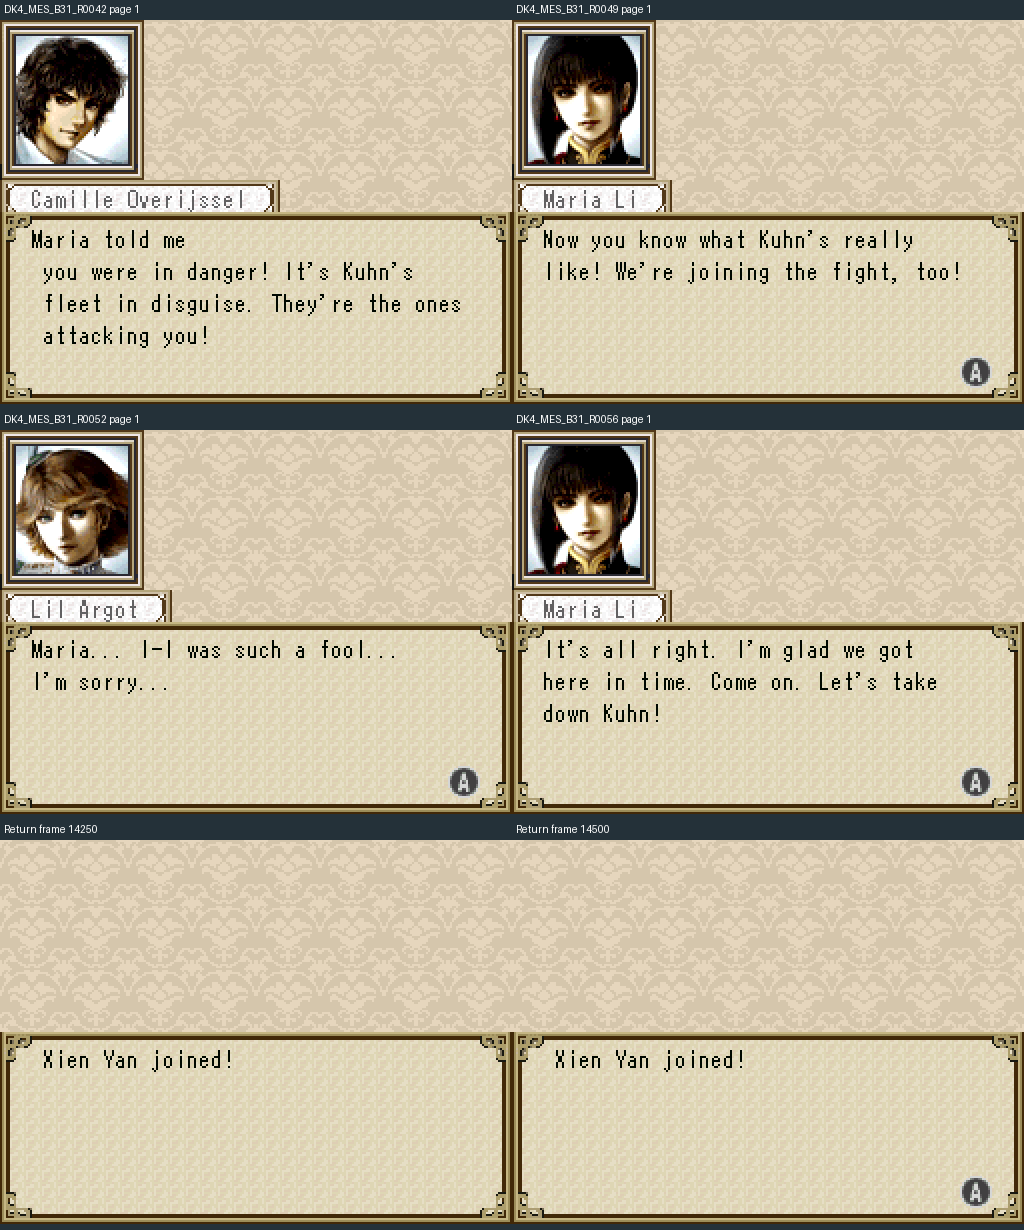 DK4_MES_B31_R0042 page 1
Camille Overijssel
Maria told me
you were in danger! It's Kuhn's
fleet in disguise. They're the ones
attacking you!
DK4_MES_B31_R0049 page 1
Maria Li
Now you know what Kuhn's really
like! We're joining the fight, too!
A
DK4_MES_B31_R0052 page 1
Lil Argot
Maria... I-I was such a fool...
I'm sorry...
A
DK4_MES_B31_R0056 page 1
Maria Li
It's all right. I'm glad we got
here in time. Come on. Let's take
down Kuhn!
A
Return frame 14250
Xien Yan joined!
Return frame 14500
Xien Yan joined!
A